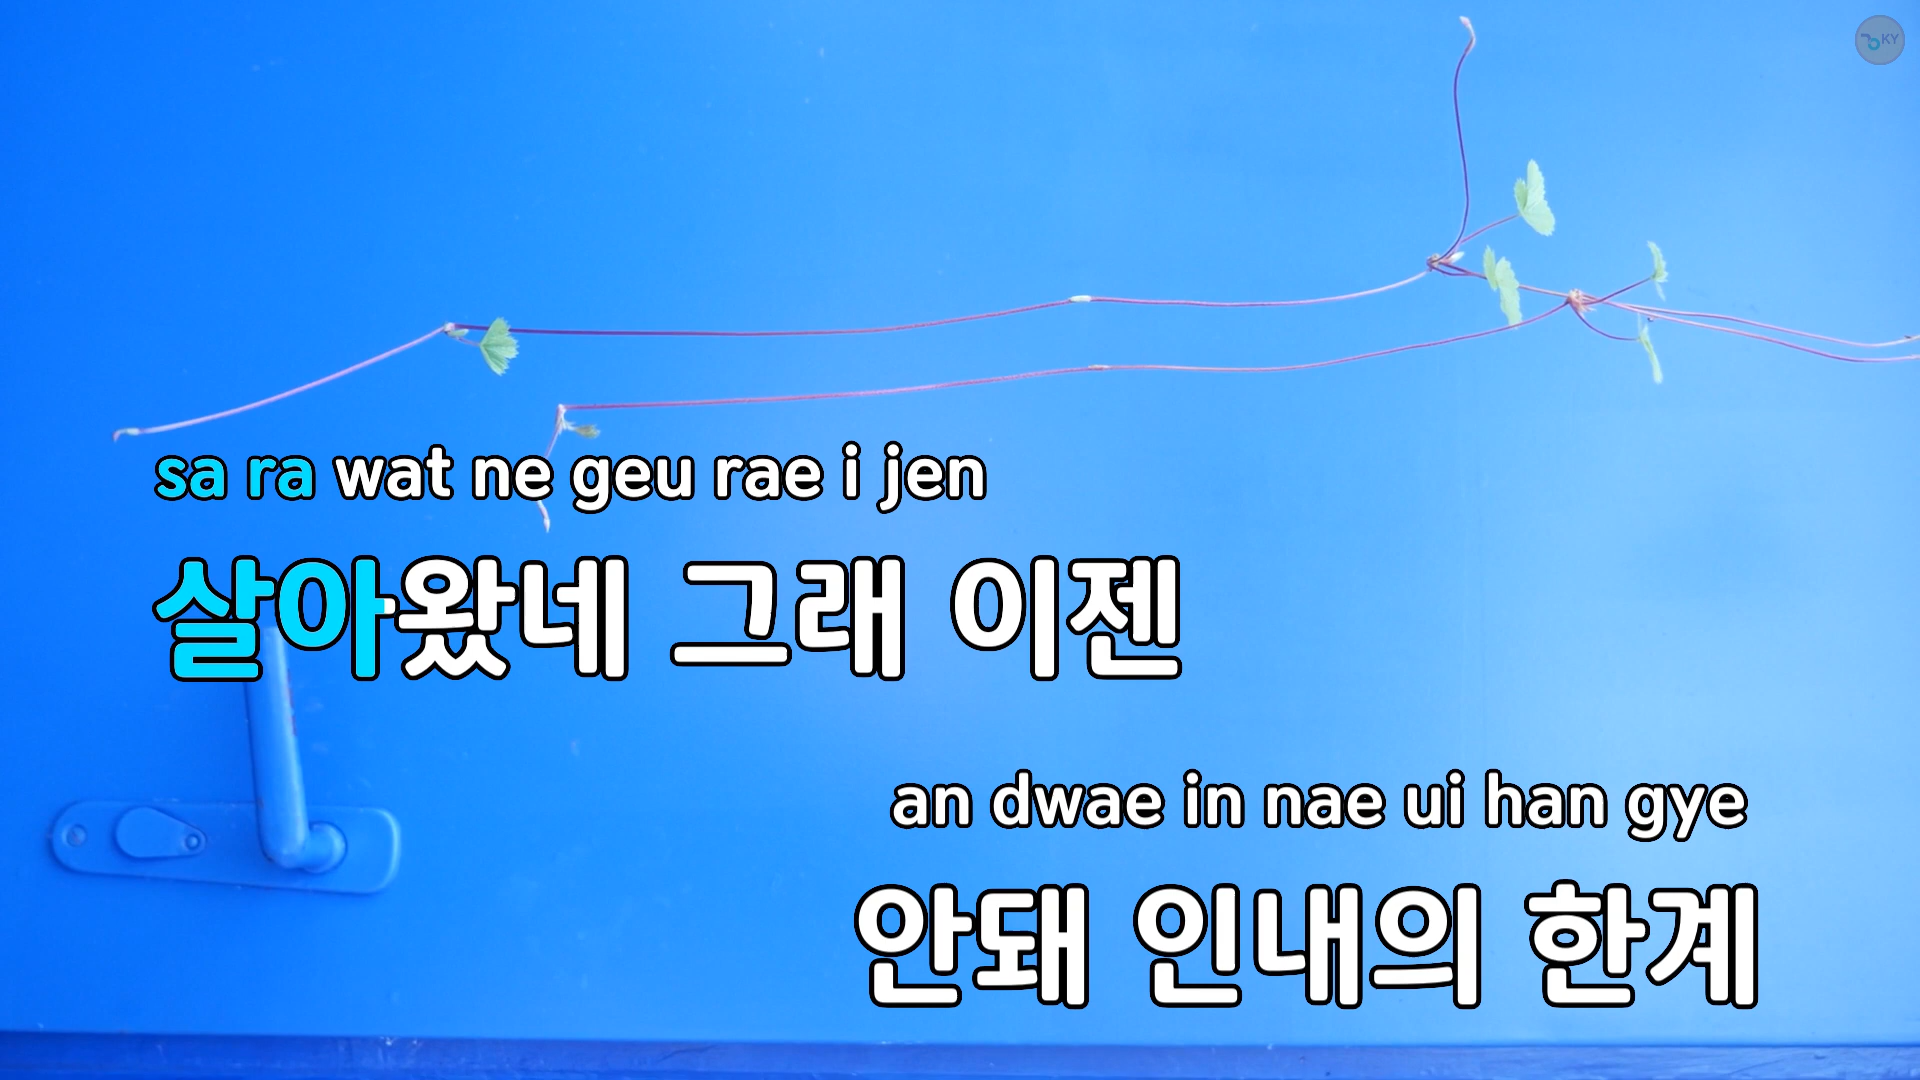 KY
sa ra wat ne geu rae i jen
살아왔네 그래 이젠
an dwae in nae ui han gye
안돼 인내의 한계